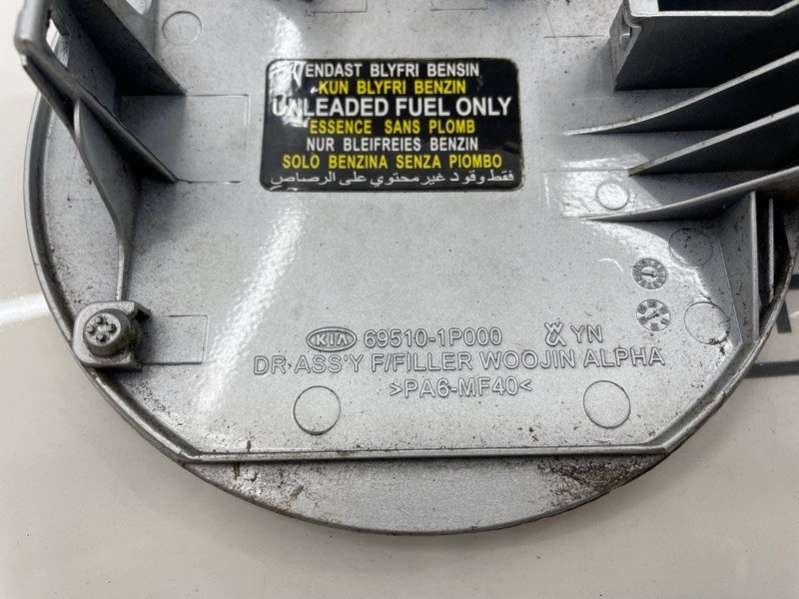 ENDAST BLYFRI BENSIN
KUN BLYFRI BENZIN
UNLEADED FUEL ONLY
ESSENCE SANS PLOMB
NUR BLEIFREIES BENZIN
SOLO BENZINA SENZA PIOMBO
فقط وقود غير محتوي على الرصاص
KIA 69510-1P000 YN
DR ASS'Y F/FILLER WOOJIN ALPHA
>PA6-MF40<